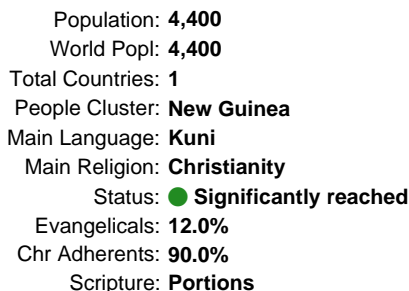 Population: 4,400
World Popl: 4,400
Total Countries: 1
People Cluster: New Guinea
Main Language: Kuni
Main Religion: Christianity
Status: Significantly reached
Evangelicals: 12.0%
Chr Adherents: 90.0%
Scripture: Portions